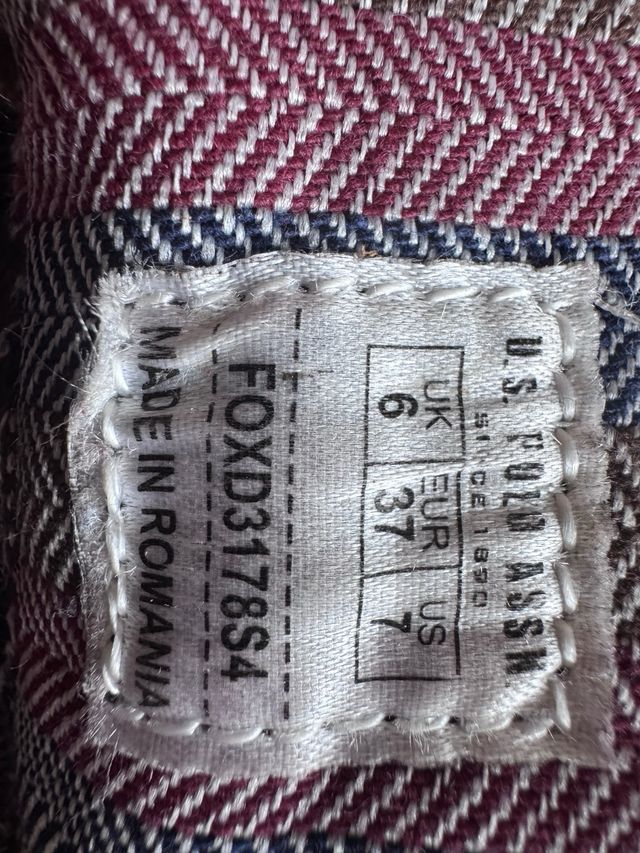 U.S. POLO ASSN.
SINCE 1890
UK EUR US
6 37 7
FOXD3178S4
MADE IN ROMANIA